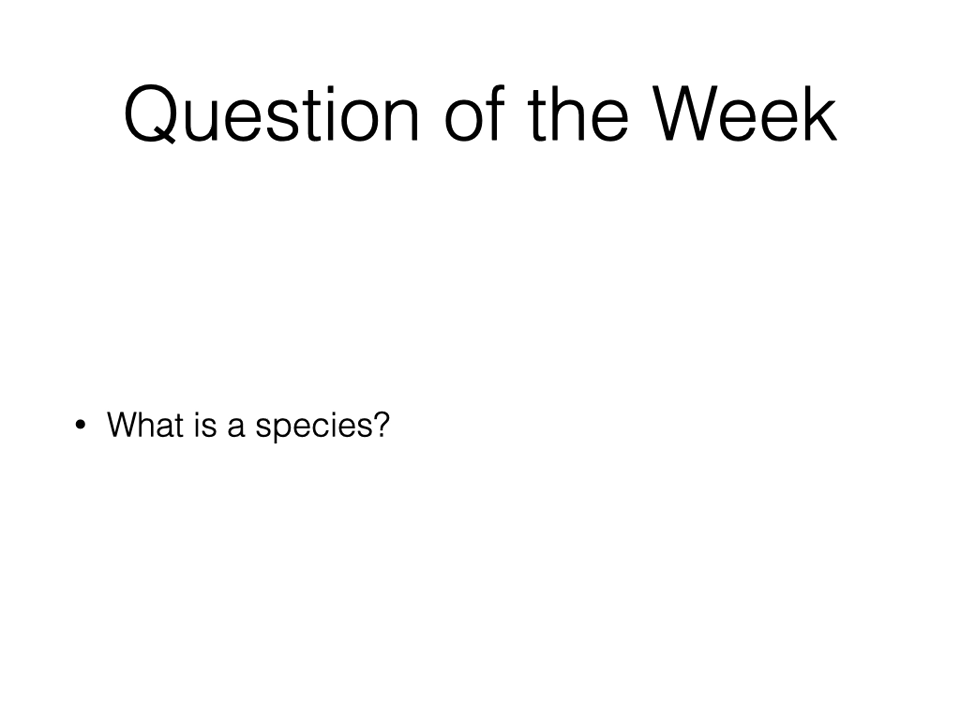 Question of the Week
• What is a species?